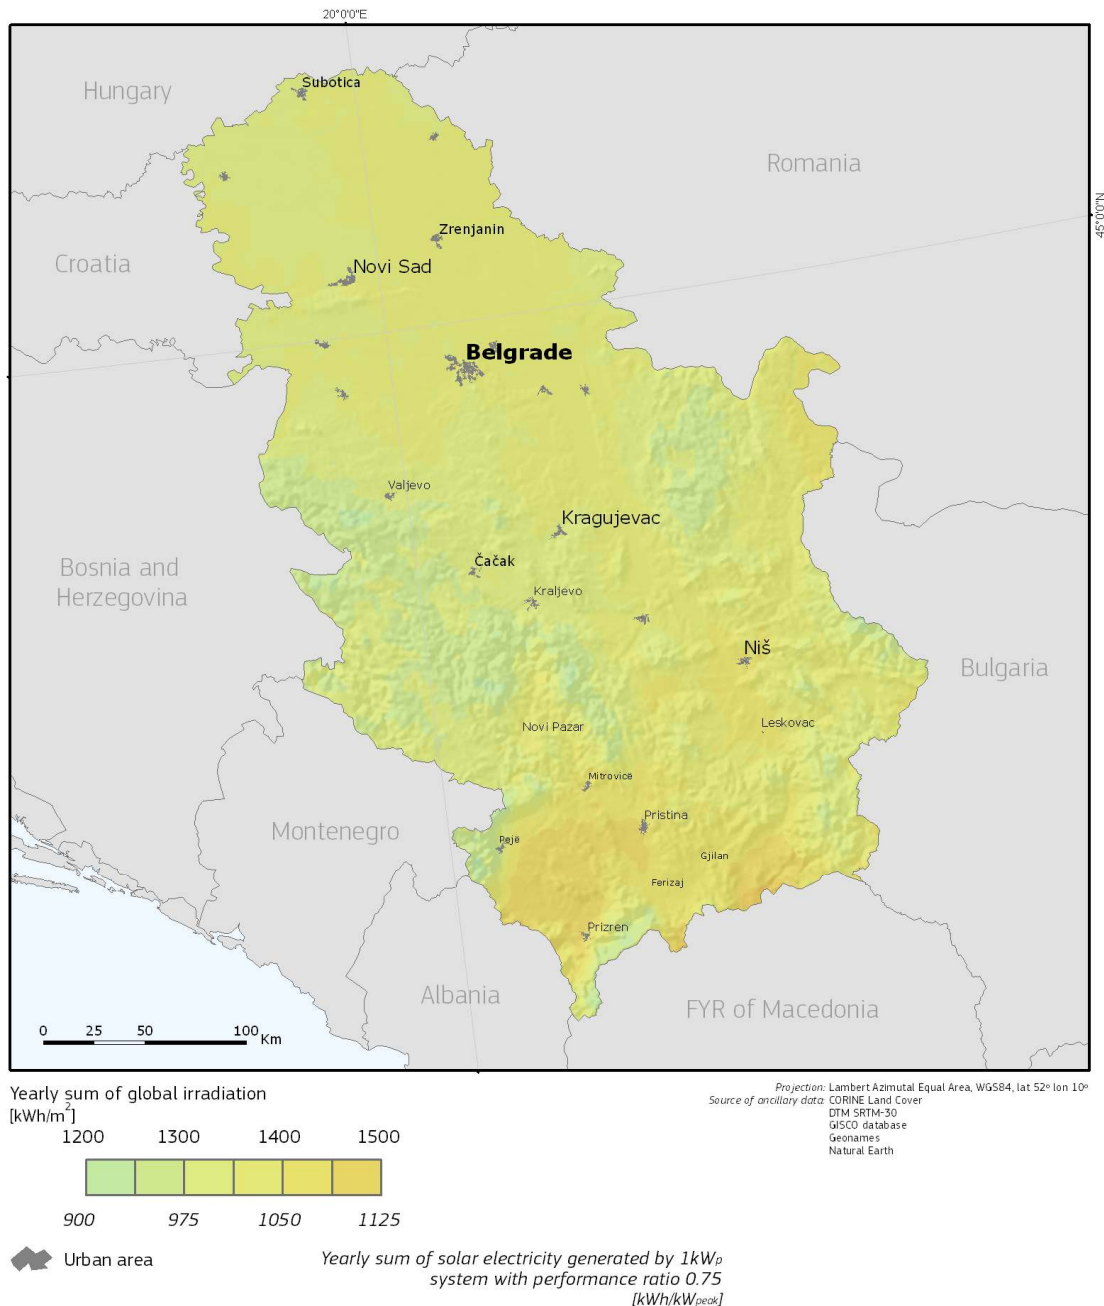 20°0'0"E
Subotica
Hungary
Romania
45°0'0"N
Zrenjanin
Croatia
Novi Sad
Belgrade
Valjevo
Kragujevac
Čačak
Bosnia and
Herzegovina
Kraljevo
Niš
Bulgaria
Novi Pazar
Leskovac
Mitrovicë
Pristina
Montenegro
Pejë
Gjilan
Ferizaj
Prizren
Albania
FYR of Macedonia
0 25 50 100 Km
Yearly sum of global irradiation
[kWh/m²]
1200 1300 1400 1500
900 975 1050 1125
Urban area
Yearly sum of solar electricity generated by 1kWp
system with performance ratio 0.75
[kWh/kWpeak]
Projection: Lambert Azimutal Equal Area, WGS84, lat 52º lon 10º
Source of ancillary data: CORINE Land Cover
DTM SRTM-30
GISCO database
Geonames
Natural Earth